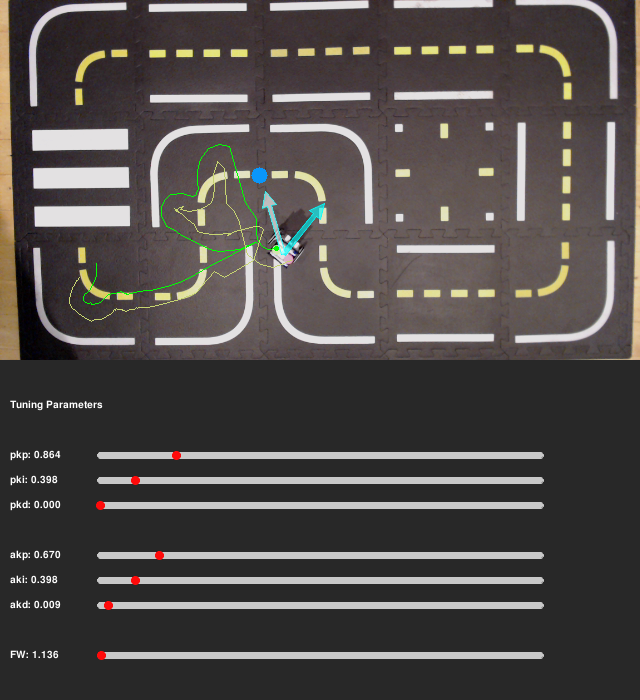 Tuning Parameters
pkp: 0.864
pki: 0.398
pkd: 0.000
akp: 0.670
aki: 0.398
akd: 0.009
FW: 1.136